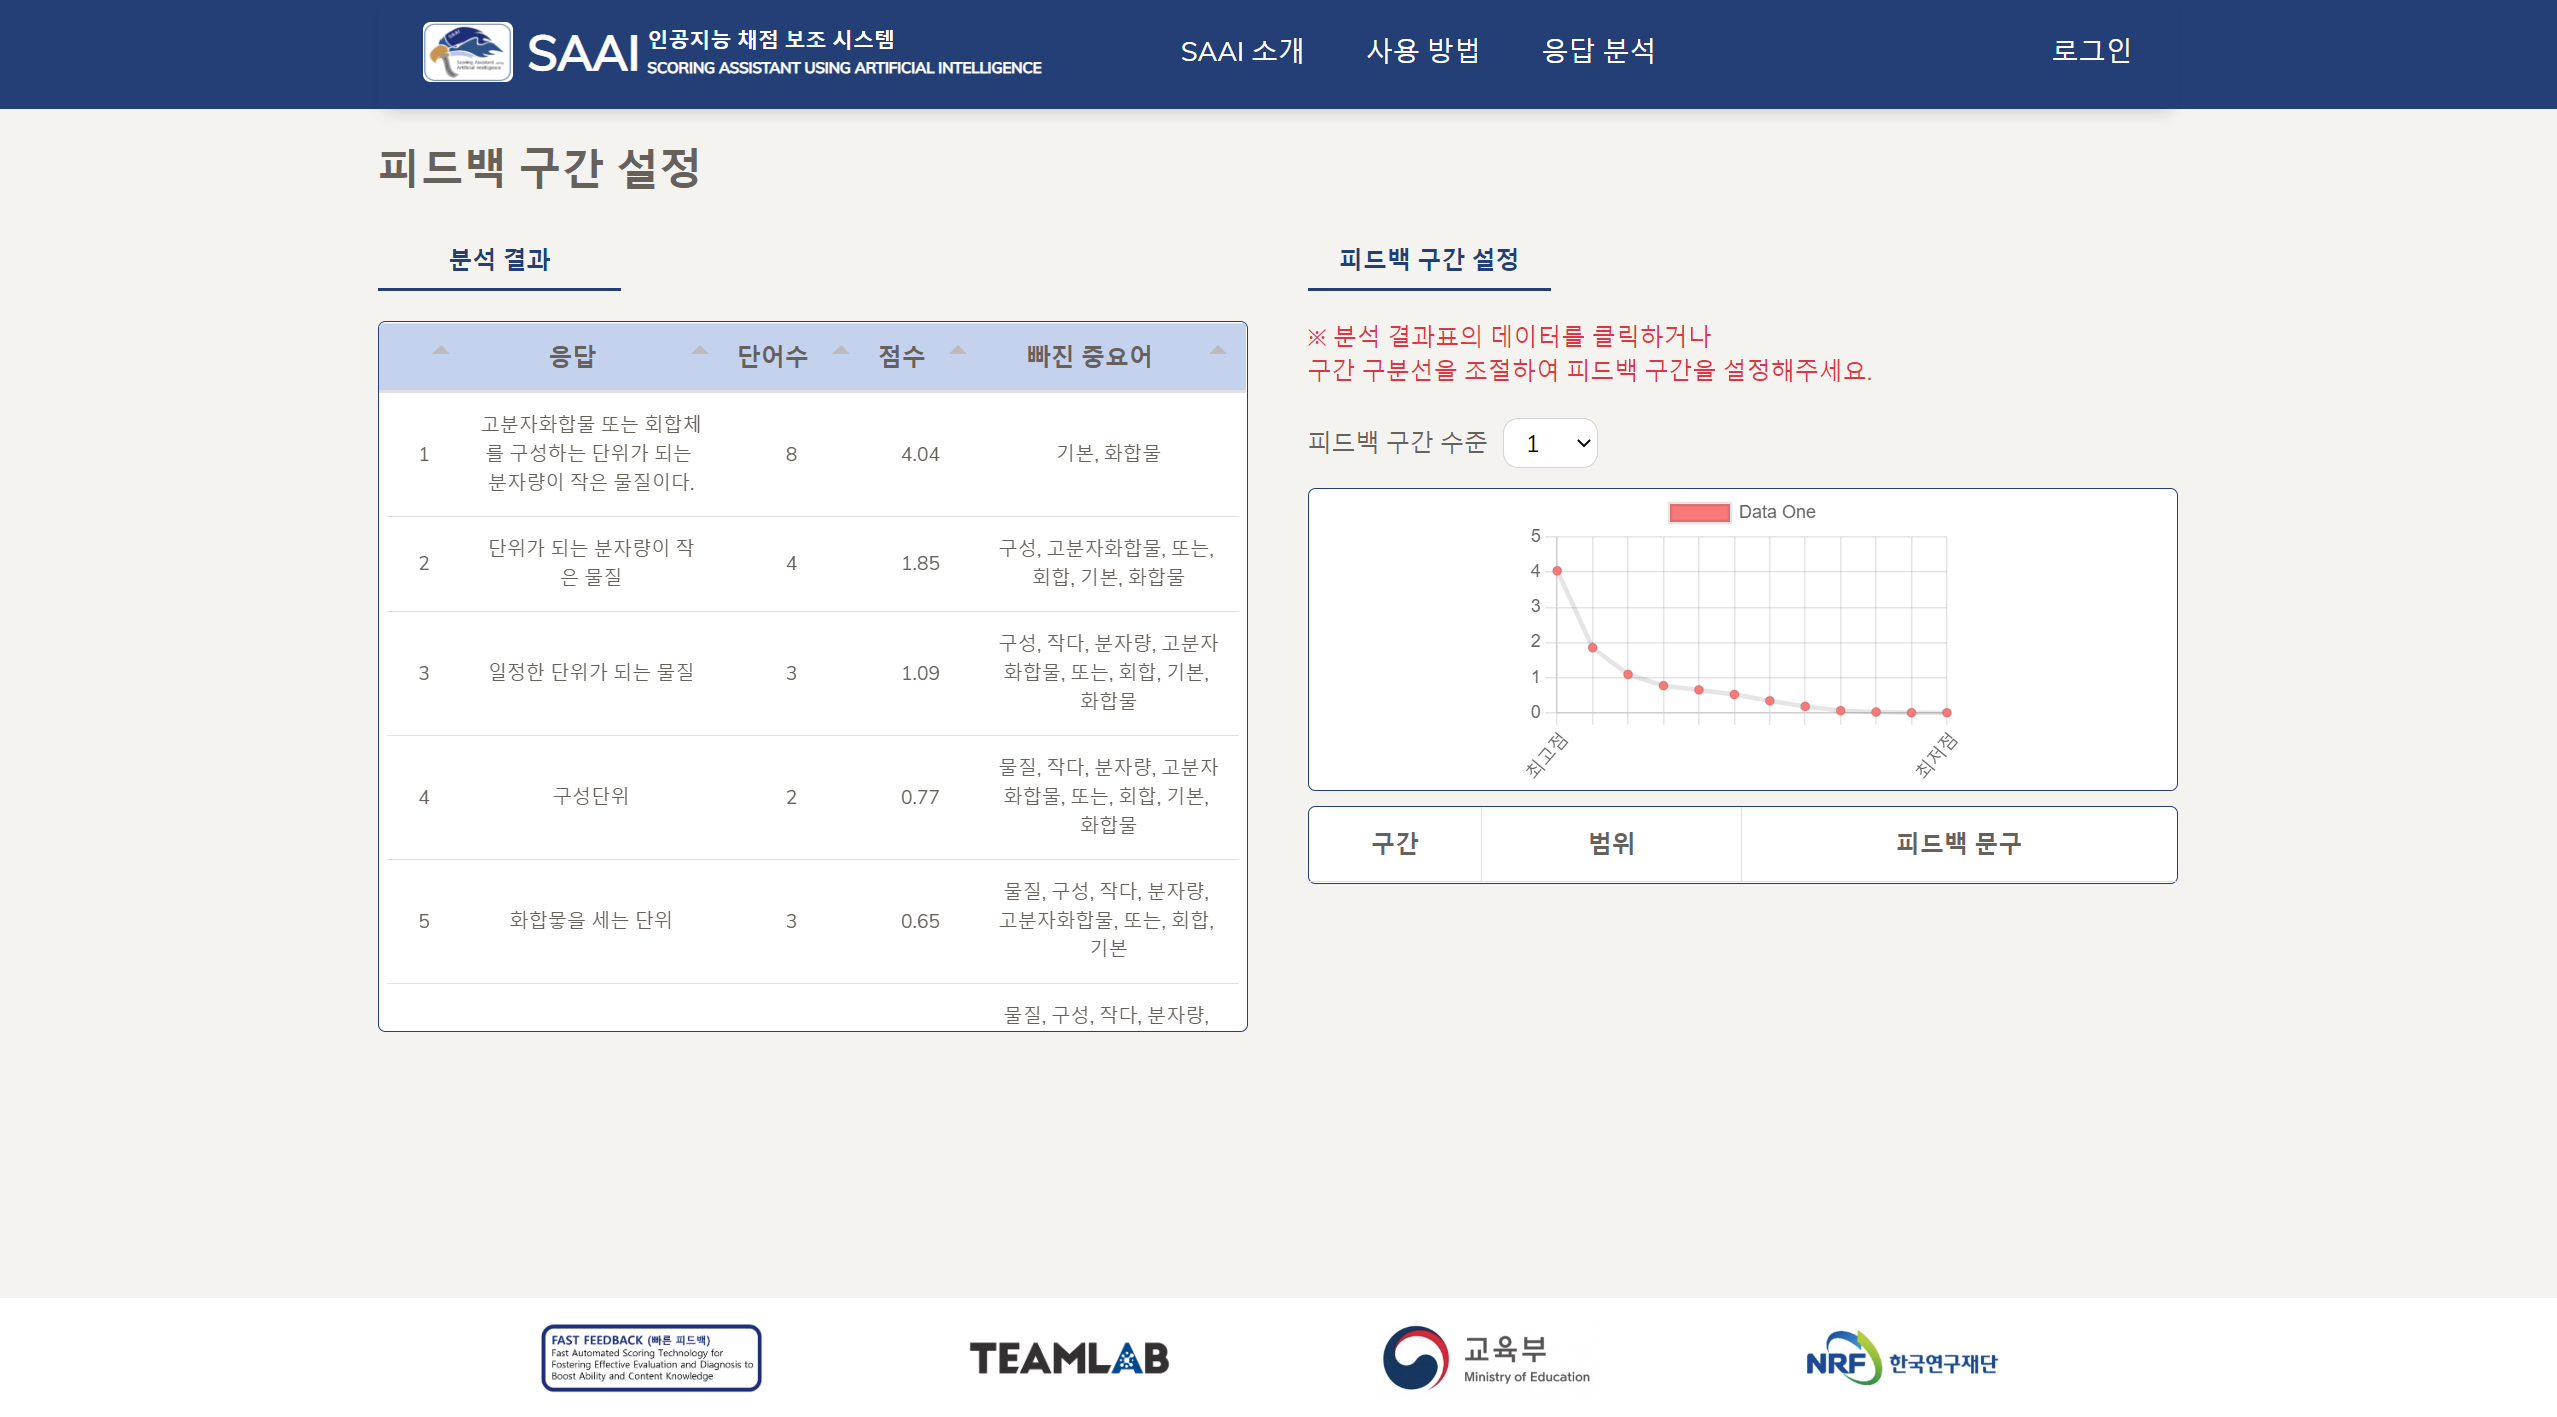 SAAI 인공지능 채점 보조 시스템
SCORING ASSISTANT USING ARTIFICIAL INTELLIGENCE
SAAI 소개
사용 방법
응답 분석
로그인
피드백 구간 설정
분석 결과
응답 단어수 점수 빠진 중요어
1 고분자화합물 또는 회합체를 구성하는 단위가 되는 분자량이 작은 물질이다. 8 4.04 기본, 화합물
2 단위가 되는 분자량이 작은 물질 4 1.85 구성, 고분자화합물, 또는, 회합, 기본, 화합물
3 일정한 단위가 되는 물질 3 1.09 구성, 작다, 분자량, 고분자화합물, 또는, 회합, 기본, 화합물
4 구성단위 2 0.77 물질, 작다, 분자량, 고분자화합물, 또는, 회합, 기본, 화합물
5 화합뭏을 세는 단위 3 0.65 물질, 구성, 작다, 분자량, 고분자화합물, 또는, 회합, 기본
물질, 구성, 작다, 분자량,
피드백 구간 설정
※ 분석 결과표의 데이터를 클릭하거나
구간 구분선을 조절하여 피드백 구간을 설정해주세요.
피드백 구간 수준 1
Data One
5
4
3
2
1
0
최고점
최저점
구간 범위 피드백 문구
FAST FEEDBACK (빠른 피드백)
Fast Automated Scoring Technology for
Fostering Effective Evaluation and Diagnosis to
Boost Ability and Content Knowledge
TEAMLAB
교육부
Ministry of Education
NRF 한국연구재단